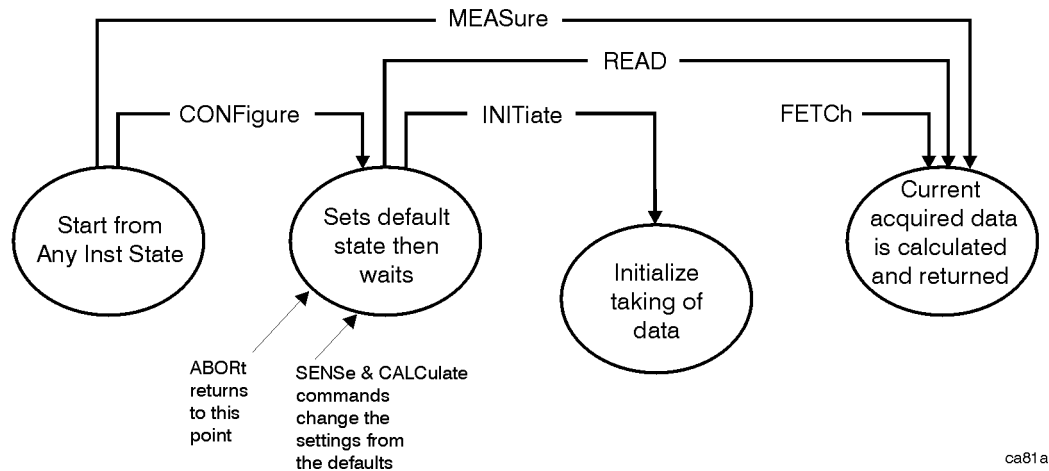 MEASure
READ
CONFigure
INITiate
FETCh
Start from
Any Inst State
Sets default
state then
waits
Initialize
taking of
data
Current
acquired data
is calculated
and returned
ABORt
returns
to this
point
SENSe & CALCulate
commands
change the
settings from
the defaults
ca81a